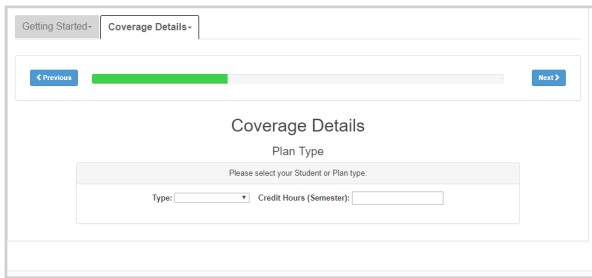 Getting Started-
Coverage Details-
Previous
Next
Coverage Details
Plan Type
Please select your Student or Plan type:
Type: Credit Hours (Semester):